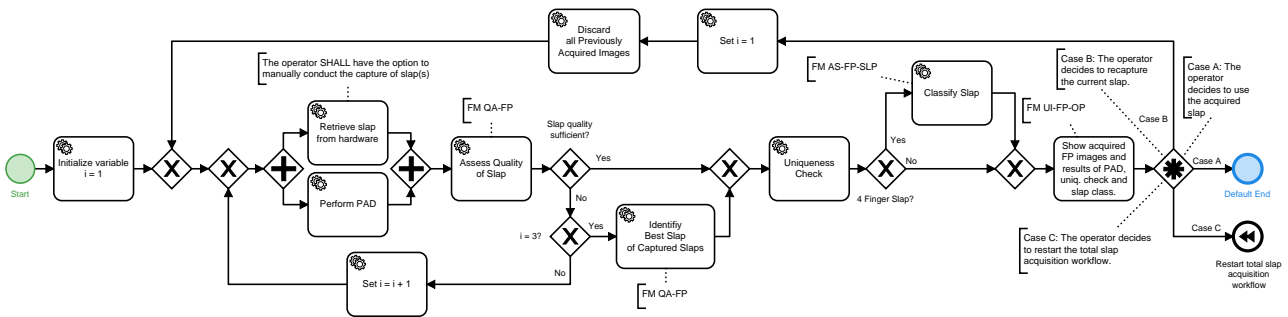 Discard
all Previously
Acquired Images
Set i = 1
The operator SHALL have the option to
manually conduct the capture of slap(s)
FM AS-FP-SLP
Case B: The operator
decides to recapture
the current slap.
Case A: The
operator
decides to use
the acquired
slap
Classify Slap
FM QA-FP
FM UI-FP-OP
Retrieve slap
from hardware
Slap quality
sufficient?
Case B
Yes
Initialize variable
i = 1
Assess Quality
of Slap
Yes
Uniqueness
Check
No
Show acquired
FP images and
results of PAD,
uniq. check and
slap class.
Case A
Start
Perform PAD
No
4 Finger Slap?
Default End
i = 3?
Yes
Identifiy
Best Slap
of Captured Slaps
Case C: The operator decides
to restart the total slap
acquisition workflow.
Case C
No
Set i = i + 1
FM QA-FP
Restart total slap
acquisition
workflow